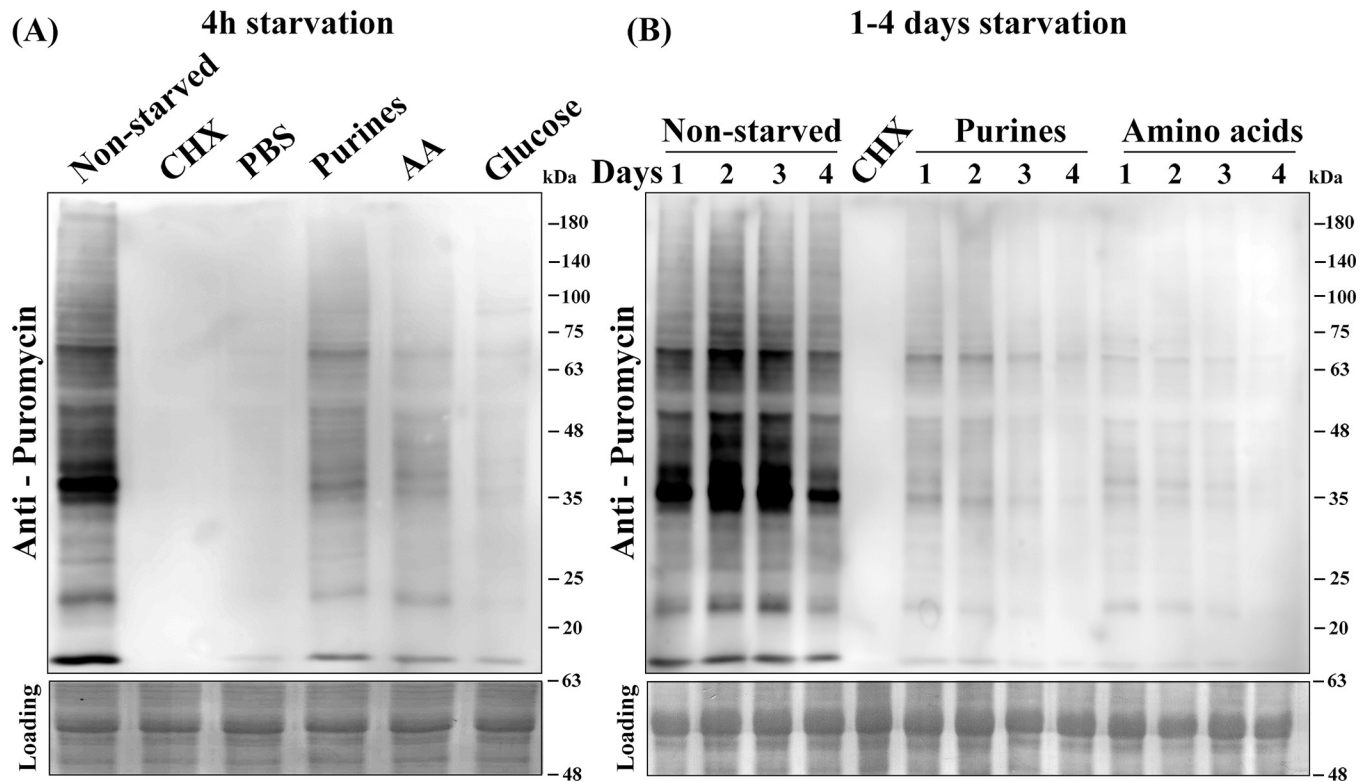 (A) 4h starvation
Non-starved CHX PBS Purines AA Glucose
kDa
Anti - Puromycin
–180
–140
–100
–75
–63
–48
–35
–25
–20
Loading
–63
–48
(B) 1-4 days starvation
Non-starved CHX Purines Amino acids
Days 1 2 3 4 1 2 3 4 1 2 3 4 kDa
Anti - Puromycin
–180
–140
–100
–75
–63
–48
–35
–25
–20
Loading
–63
–48